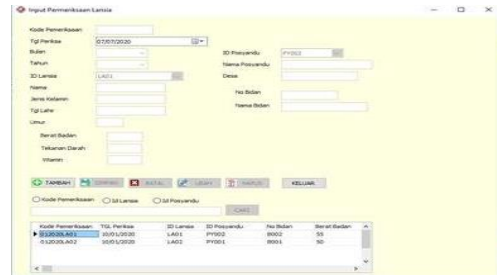 Input Permeriksaan Lansia
Kode Pemeriksaan
Tgl Periksa 07/07/2020
Bulan ID Posyandu PY002
Tahun Nama Posyandu
ID Lansia LA01 Desa
Nama
No Bidan
Jenis Kelamin
Nama Bidan
Tgl Lahir
Umur
Berat Badan
Tekanan Darah
Vitamin
TAMBAH SIMPAN BATAL UBAH HAPUS KELUAR
Kode Pemeriksaan Id Lansia Id Posyandu
CARI
Kode Pemeriksaan TGL Periksa ID Lansia ID Posyandu No Bidan Berat Badan
012020LA01 10/01/2020 LA01 PY002 B002 55
012020LA02 10/01/2020 LA02 PY001 B001 50